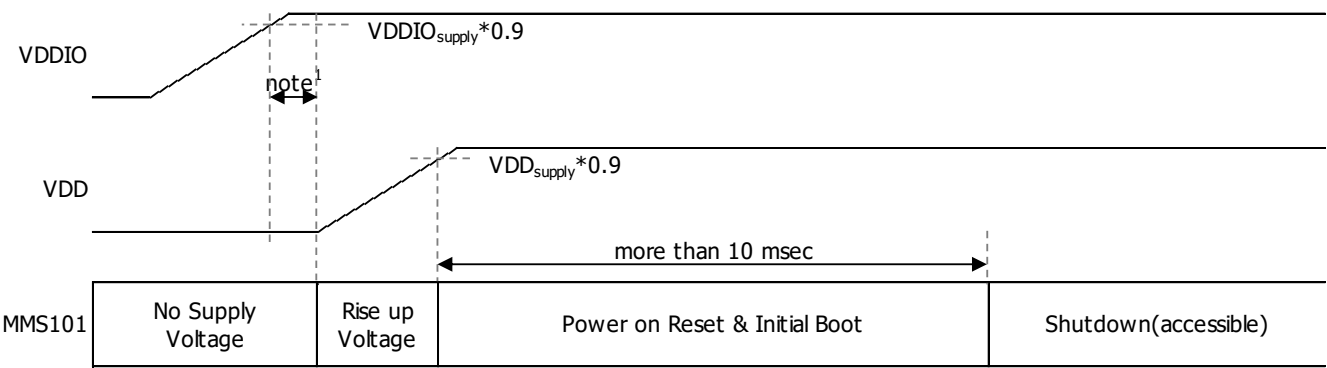 VDDIO
VDDIOsupply*0.9
note1
VDD
VDDsupply*0.9
more than 10 msec
MMS101
No Supply
Voltage
Rise up
Voltage
Power on Reset & Initial Boot
Shutdown(accessible)